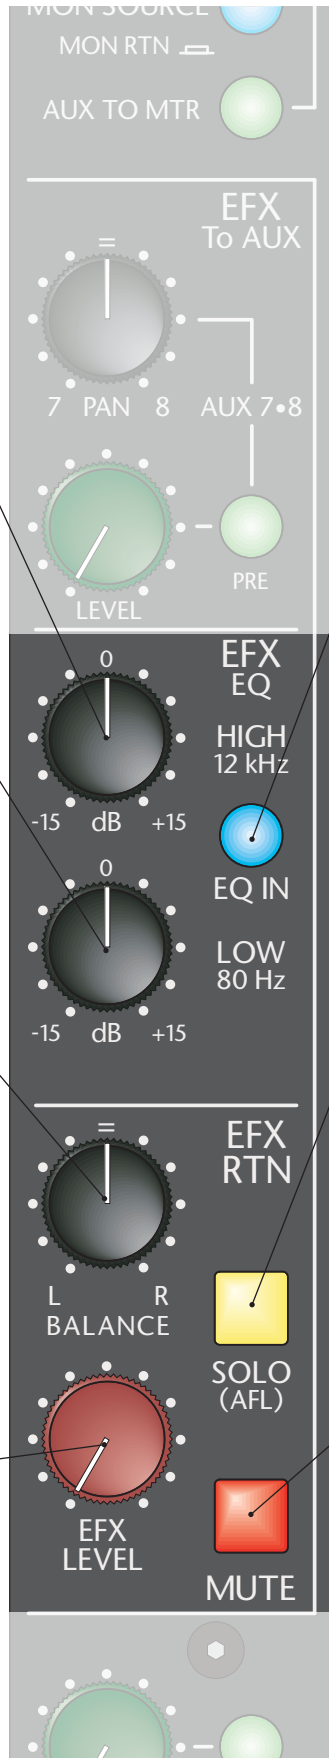 MON SOURCE
MON RTN
AUX TO MTR
EFX
To AUX
=
7 PAN 8 AUX 7•8
LEVEL
PRE
EFX
EQ
0
HIGH
12 kHz
-15 dB +15
EQ IN
0
LOW
80 Hz
-15 dB +15
EFX
RTN
=
L R
BALANCE
SOLO
(AFL)
EFX
LEVEL
MUTE